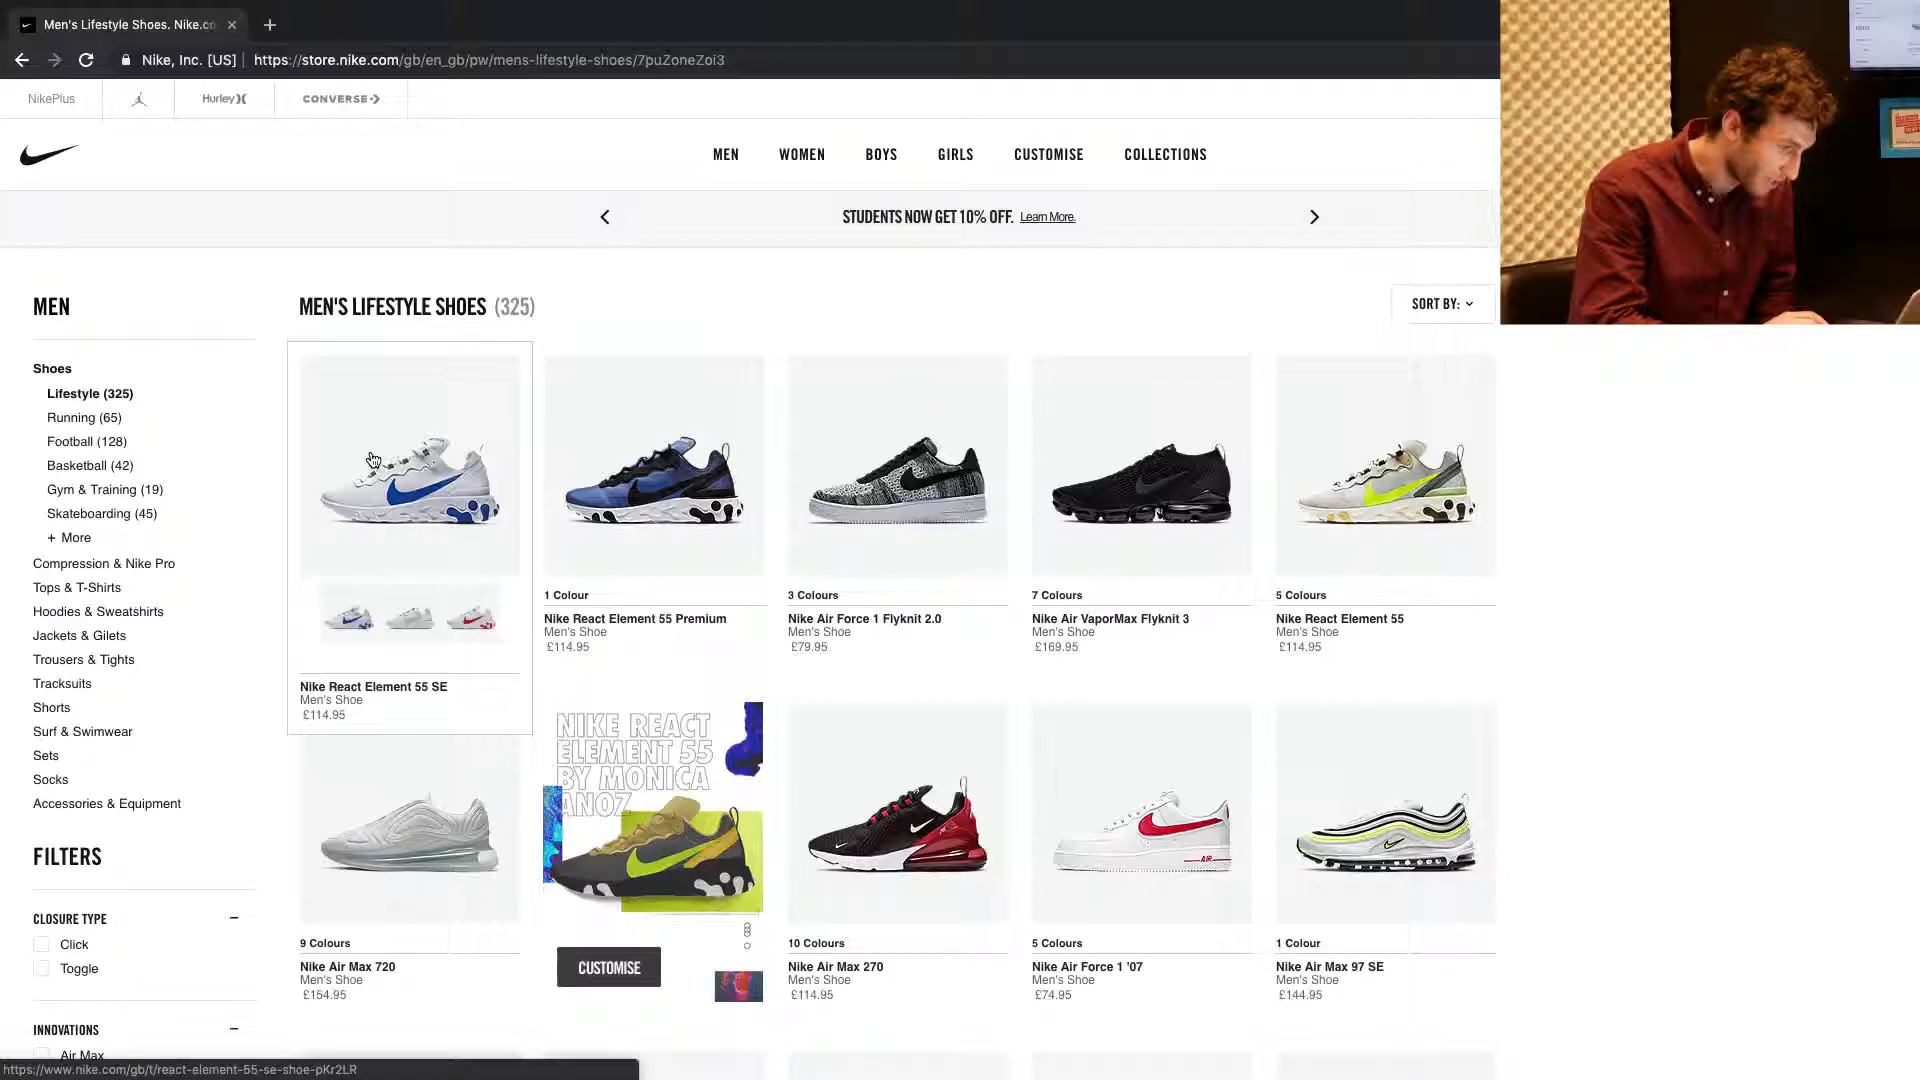 Men's Lifestyle Shoes. Nike.co
Nike, Inc. [US] https://store.nike.com/gb/en_gb/pw/mens-lifestyle-shoes/7puZoneZoi3
NikePlus Hurley CONVERSE
MEN WOMEN BOYS GIRLS CUSTOMISE COLLECTIONS
STUDENTS NOW GET 10% OFF. Learn More.
MEN
MEN'S LIFESTYLE SHOES (325)
SORT BY:
Shoes
Lifestyle (325)
Running (65)
Football (128)
Basketball (42)
Gym & Training (19)
Skateboarding (45)
+ More
Compression & Nike Pro
Tops & T-Shirts
Hoodies & Sweatshirts
Jackets & Gilets
Trousers & Tights
Tracksuits
Shorts
Surf & Swimwear
Sets
Socks
Accessories & Equipment
FILTERS
CLOSURE TYPE
Click
Toggle
INNOVATIONS
Air Max
Nike React Element 55 SE
Men's Shoe
£114.95
1 Colour
Nike React Element 55 Premium
Men's Shoe
£114.95
3 Colours
Nike Air Force 1 Flyknit 2.0
Men's Shoe
£79.95
7 Colours
Nike Air VaporMax Flyknit 3
Men's Shoe
£169.95
5 Colours
Nike React Element 55
Men's Shoe
£114.95
9 Colours
Nike Air Max 720
Men's Shoe
£154.95
NIKE REACT
ELEMENT 55
BY MONICA
ANOZ
CUSTOMISE
10 Colours
Nike Air Max 270
Men's Shoe
£114.95
AIR
5 Colours
Nike Air Force 1 '07
Men's Shoe
£74.95
1 Colour
Nike Air Max 97 SE
Men's Shoe
£144.95
https://www.nike.com/gb/t/react-element-55-se-shoe-pKr2LR